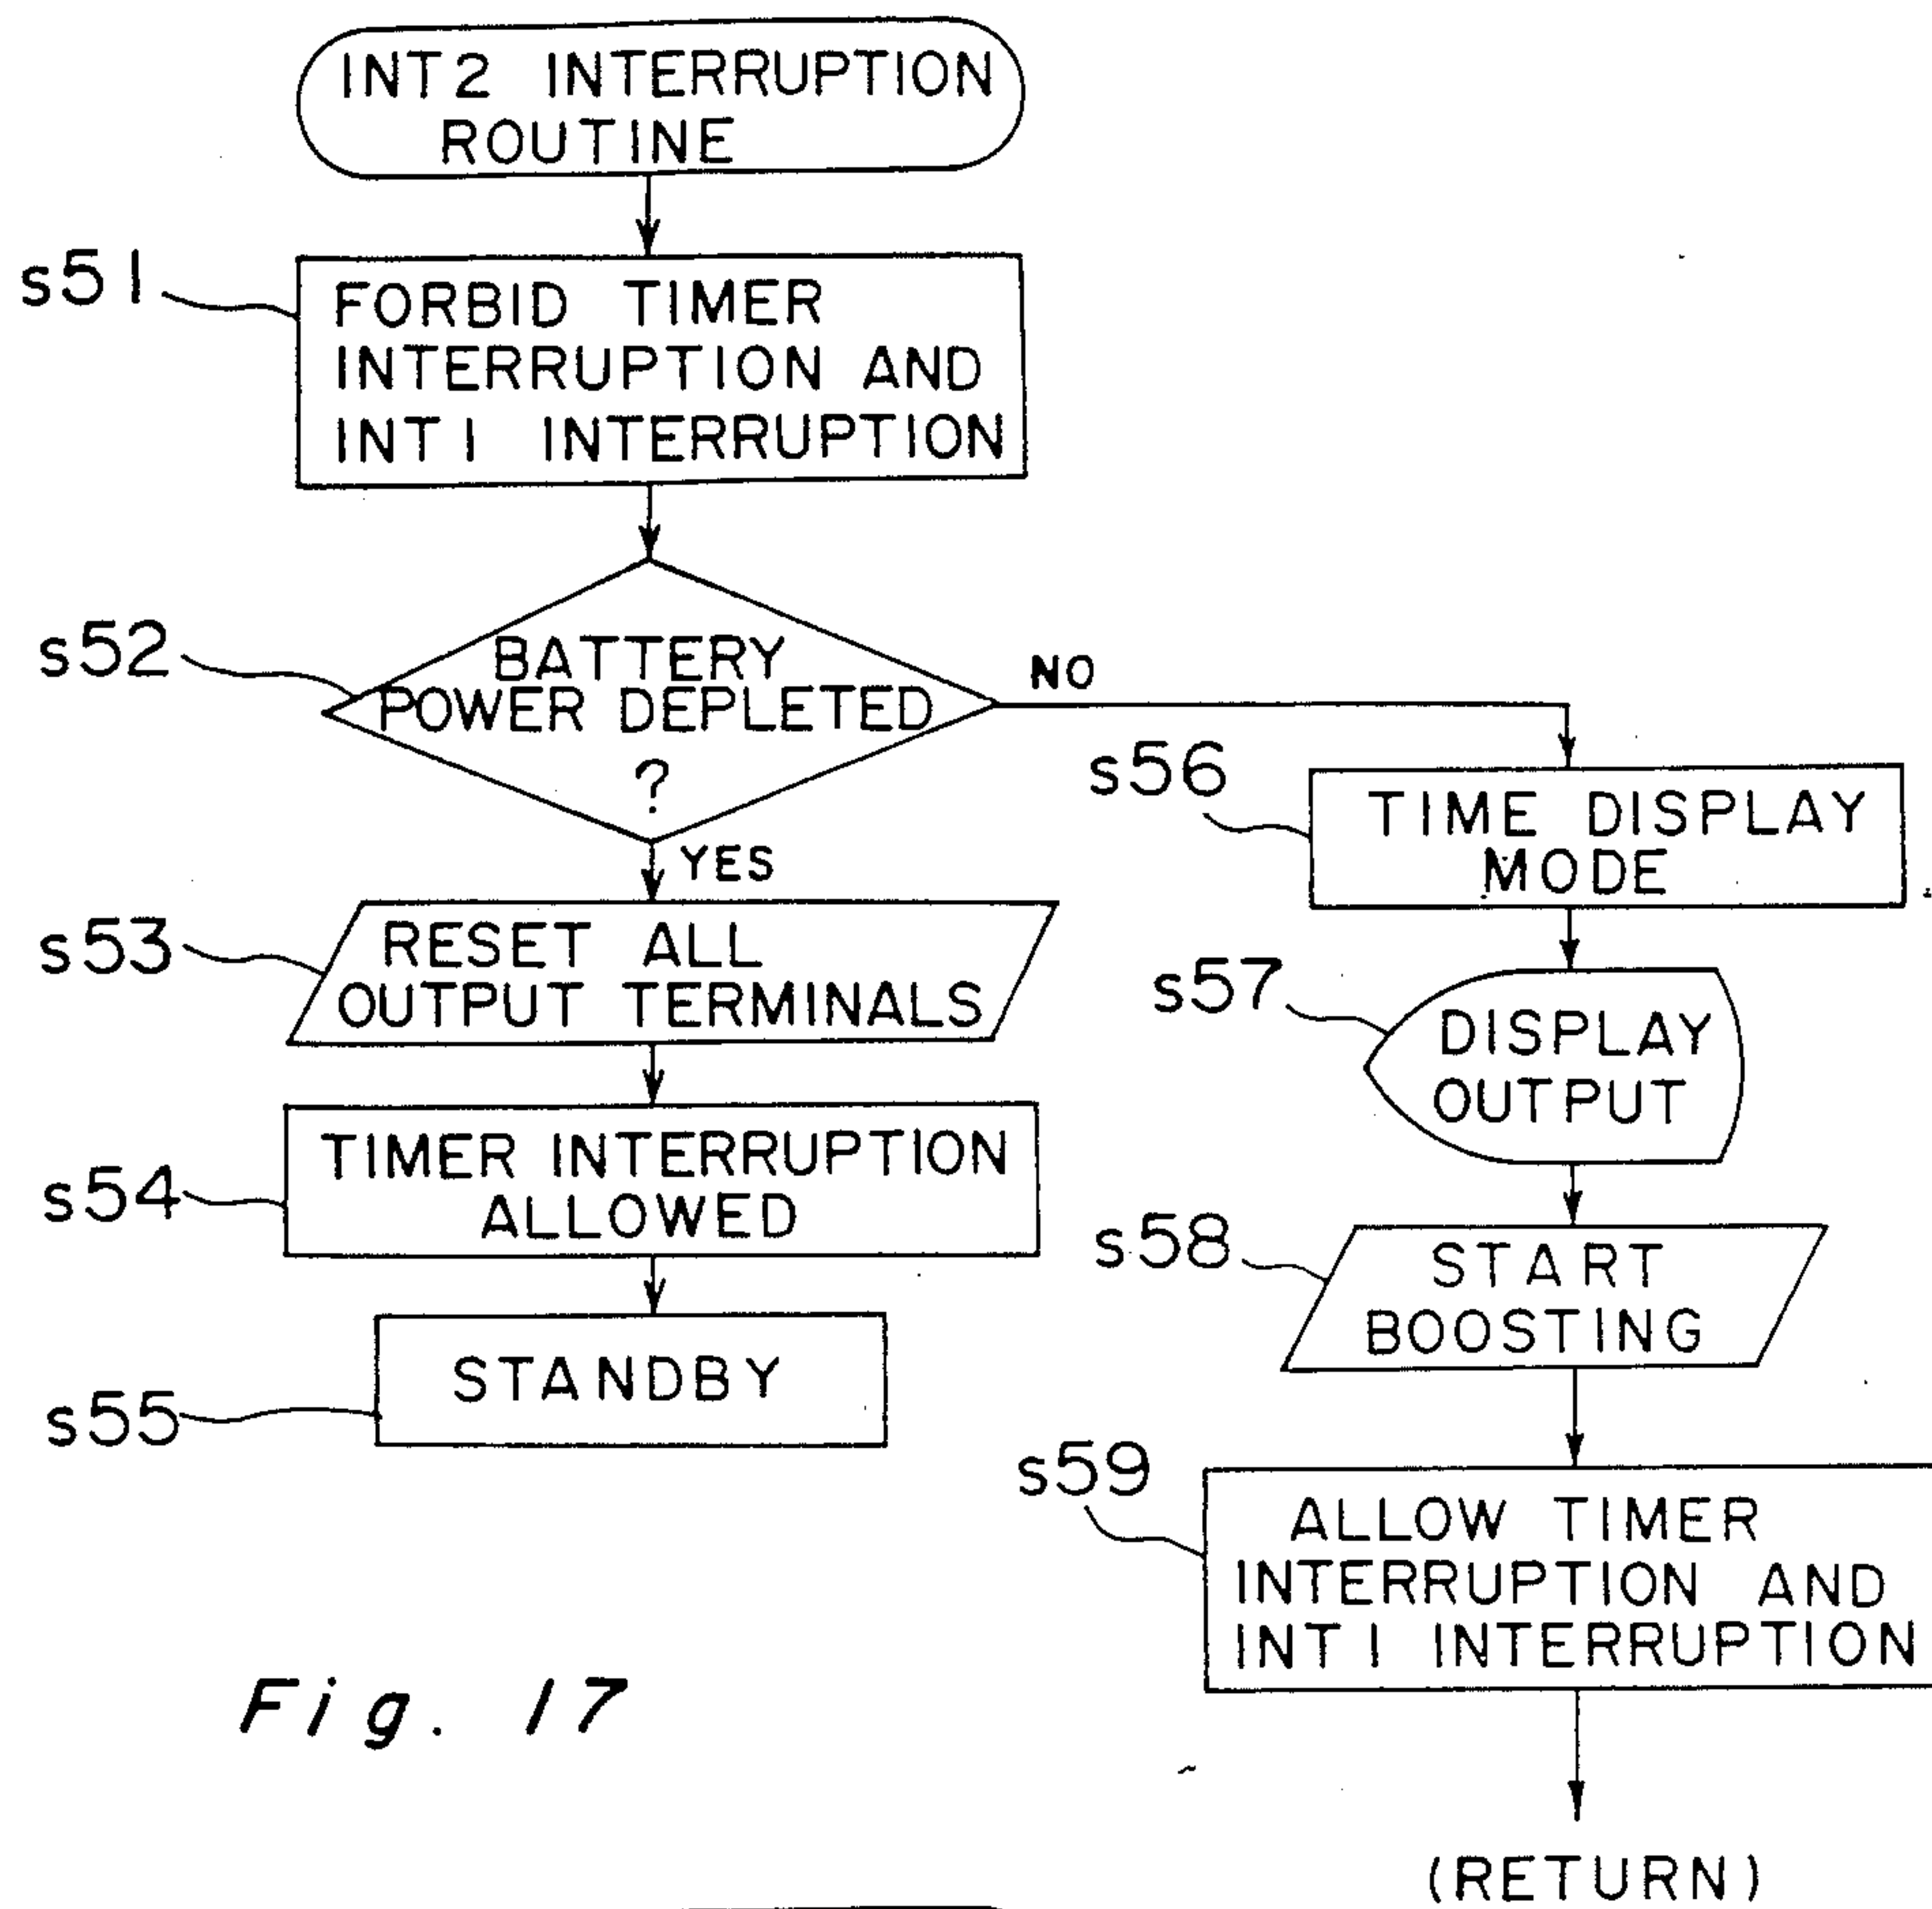 INT2 INTERRUPTION
ROUTINE
s51
FORBID TIMER
INTERRUPTION AND
INT1 INTERRUPTION
s52
BATTERY
POWER DEPLETED
?
NO
YES
s53
RESET ALL
OUTPUT TERMINALS
s54
TIMER INTERRUPTION
ALLOWED
s55
STANDBY
s56
TIME DISPLAY
MODE
s57
DISPLAY
OUTPUT
s58
START
BOOSTING
s59
ALLOW TIMER
INTERRUPTION AND
INT1 INTERRUPTION
(RETURN)
Fig. 17